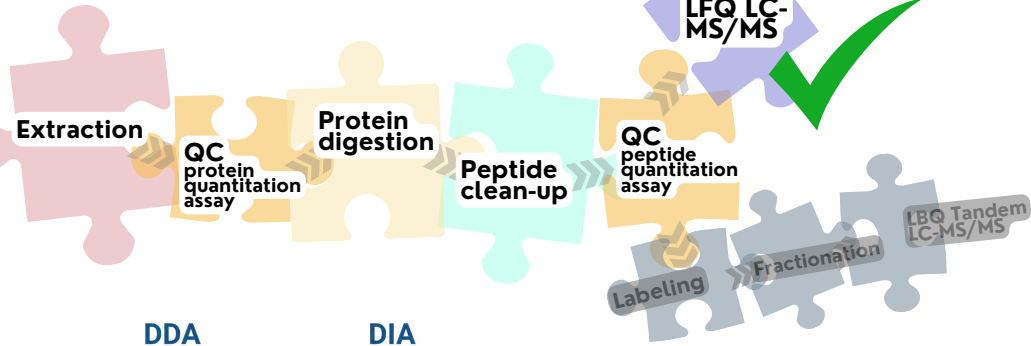 LFQ LC-
MS/MS
Extraction
QC
protein
quantitation
assay
Protein
digestion
Peptide
clean-up
QC
peptide
quantitation
assay
Labeling
Fractionation
LBQ Tandem
LC-MS/MS
DDA
DIA